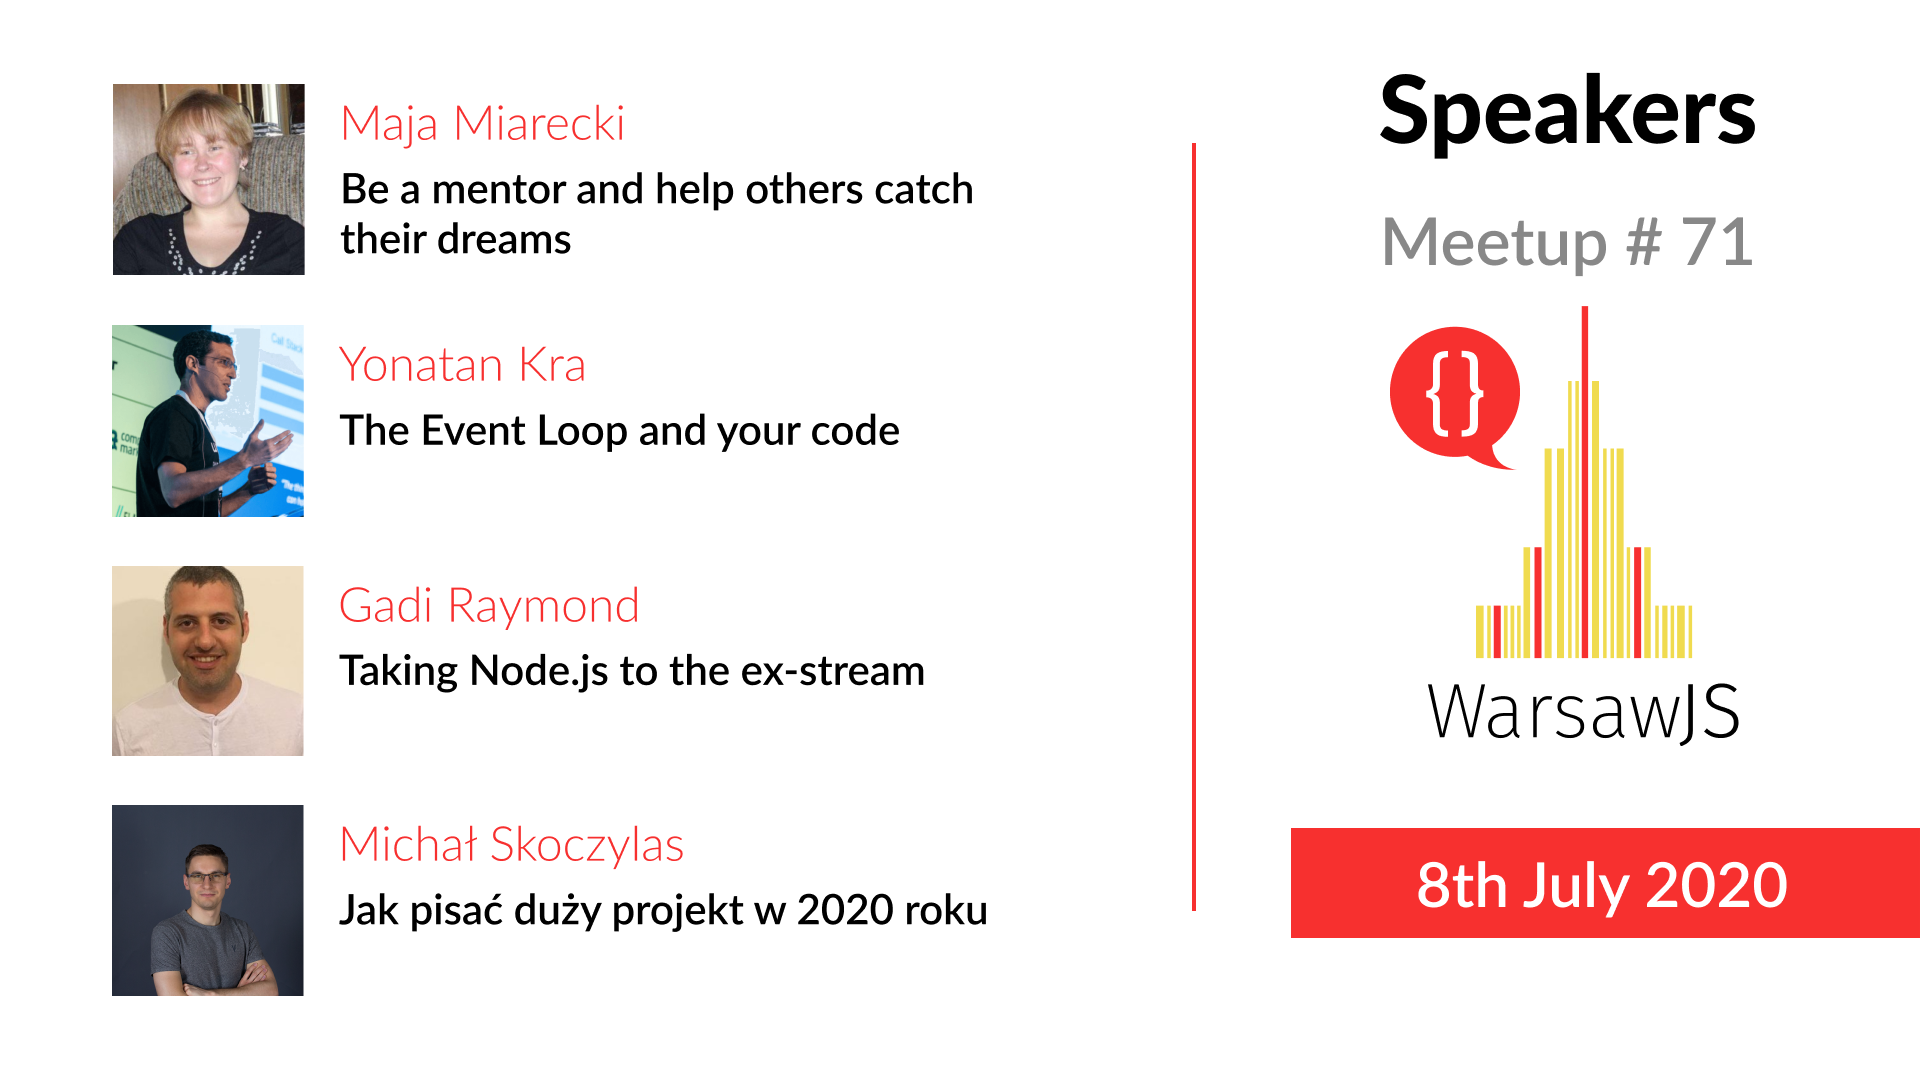 Maja Miarecki
Be a mentor and help others catch
their dreams
Call Stack
Yonatan Kra
The Event Loop and your code
Gadi Raymond
Taking Node.js to the ex-stream
Michał Skoczylas
Jak pisać duży projekt w 2020 roku
Speakers
Meetup # 71
{}
WarsawJS
8th July 2020